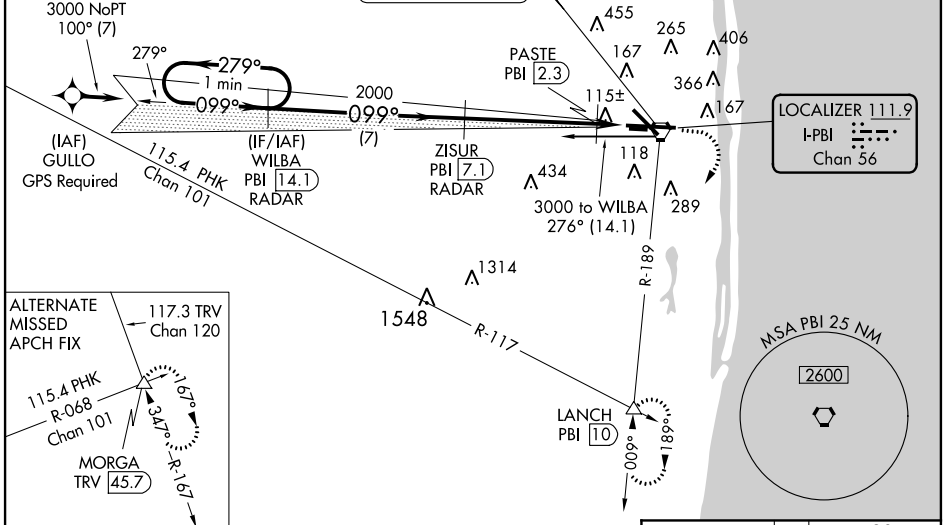 3000 NoPT
100° (7)
279°
279°
1 min
099°
2000
099°
(7)
PASTE
PBI 2.3
455
265
406
167
366
115±
167
LOCALIZER 111.9
I-PBI
Chan 56
(IAF)
GULLO
GPS Required
115.4 PHK
Chan 101
(IF/IAF)
WILBA
PBI 14.1
RADAR
ZISUR
PBI 7.1
RADAR
434
118
289
3000 to WILBA
276° (14.1)
R-189
1314
1548
R-117
ALTERNATE
MISSED
APCH FIX
117.3 TRV
Chan 120
115.4 PHK
R-068
Chan 101
167°
347°
R-167
MORGA
TRV 45.7
LANCH
PBI 10
009°
189°
MSA PBI 25 NM
2600